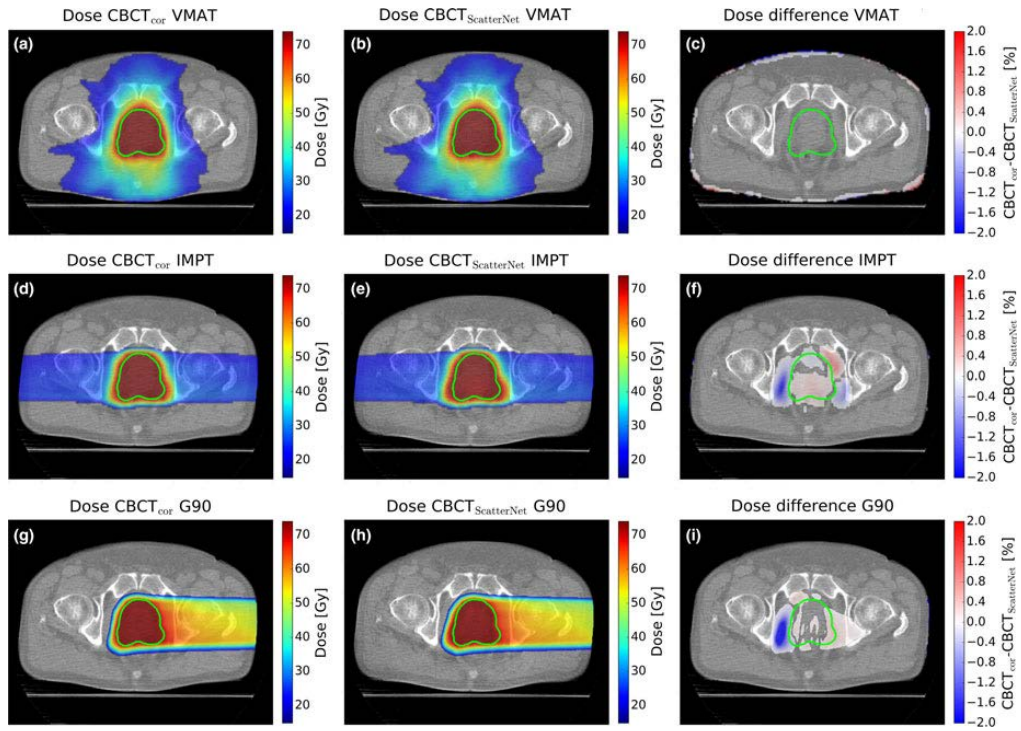 Dose CBCTcor VMAT
Dose CBCTScatterNet VMAT
Dose difference VMAT
(a)
70
60
50
40
30
20
Dose [Gy]
(b)
70
60
50
40
30
20
Dose [Gy]
(c)
2.0
1.6
1.2
0.8
0.4
0.0
−0.4
−0.8
−1.2
−1.6
−2.0
CBCTcor-CBCTScatterNet [%]
Dose CBCTcor IMPT
Dose CBCTScatterNet IMPT
Dose difference IMPT
(d)
70
60
50
40
30
20
Dose [Gy]
(e)
70
60
50
40
30
20
Dose [Gy]
(f)
2.0
1.6
1.2
0.8
0.4
0.0
−0.4
−0.8
−1.2
−1.6
−2.0
CBCTcor-CBCTScatterNet [%]
Dose CBCTcor G90
Dose CBCTScatterNet G90
Dose difference G90
(g)
70
60
50
40
30
20
Dose [Gy]
(h)
70
60
50
40
30
20
Dose [Gy]
(i)
2.0
1.6
1.2
0.8
0.4
0.0
−0.4
−0.8
−1.2
−1.6
−2.0
CBCTcor-CBCTScatterNet [%]